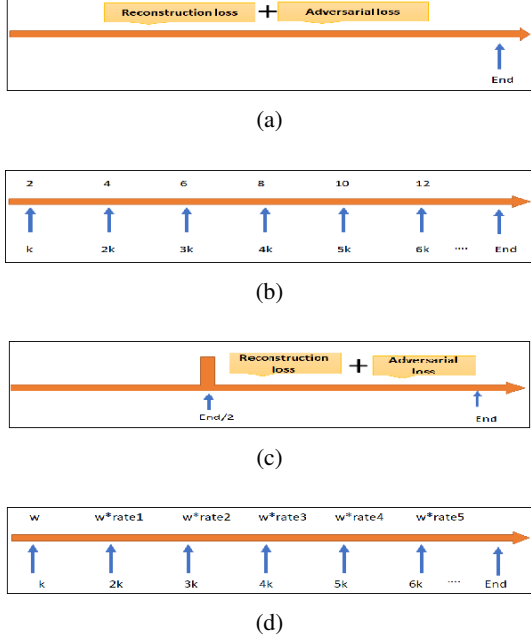 Reconstruction loss + Adversarial loss
End
(a)
2 4 6 8 10 12
k 2k 3k 4k 5k 6k .... End
(b)
Reconstruction loss + Adversarial loss
End/2 End
(c)
w w*rate1 w*rate2 w*rate3 w*rate4 w*rate5
k 2k 3k 4k 5k 6k .... End
(d)